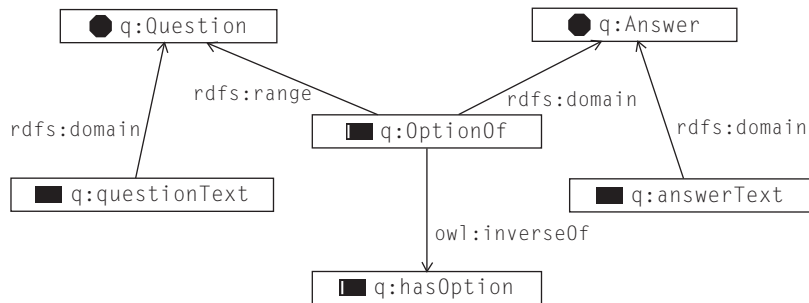 q:Question
q:Answer
rdfs:range
rdfs:domain
rdfs:domain
q:OptionOf
rdfs:domain
q:questionText
q:answerText
owl:inverseOf
q:hasOption